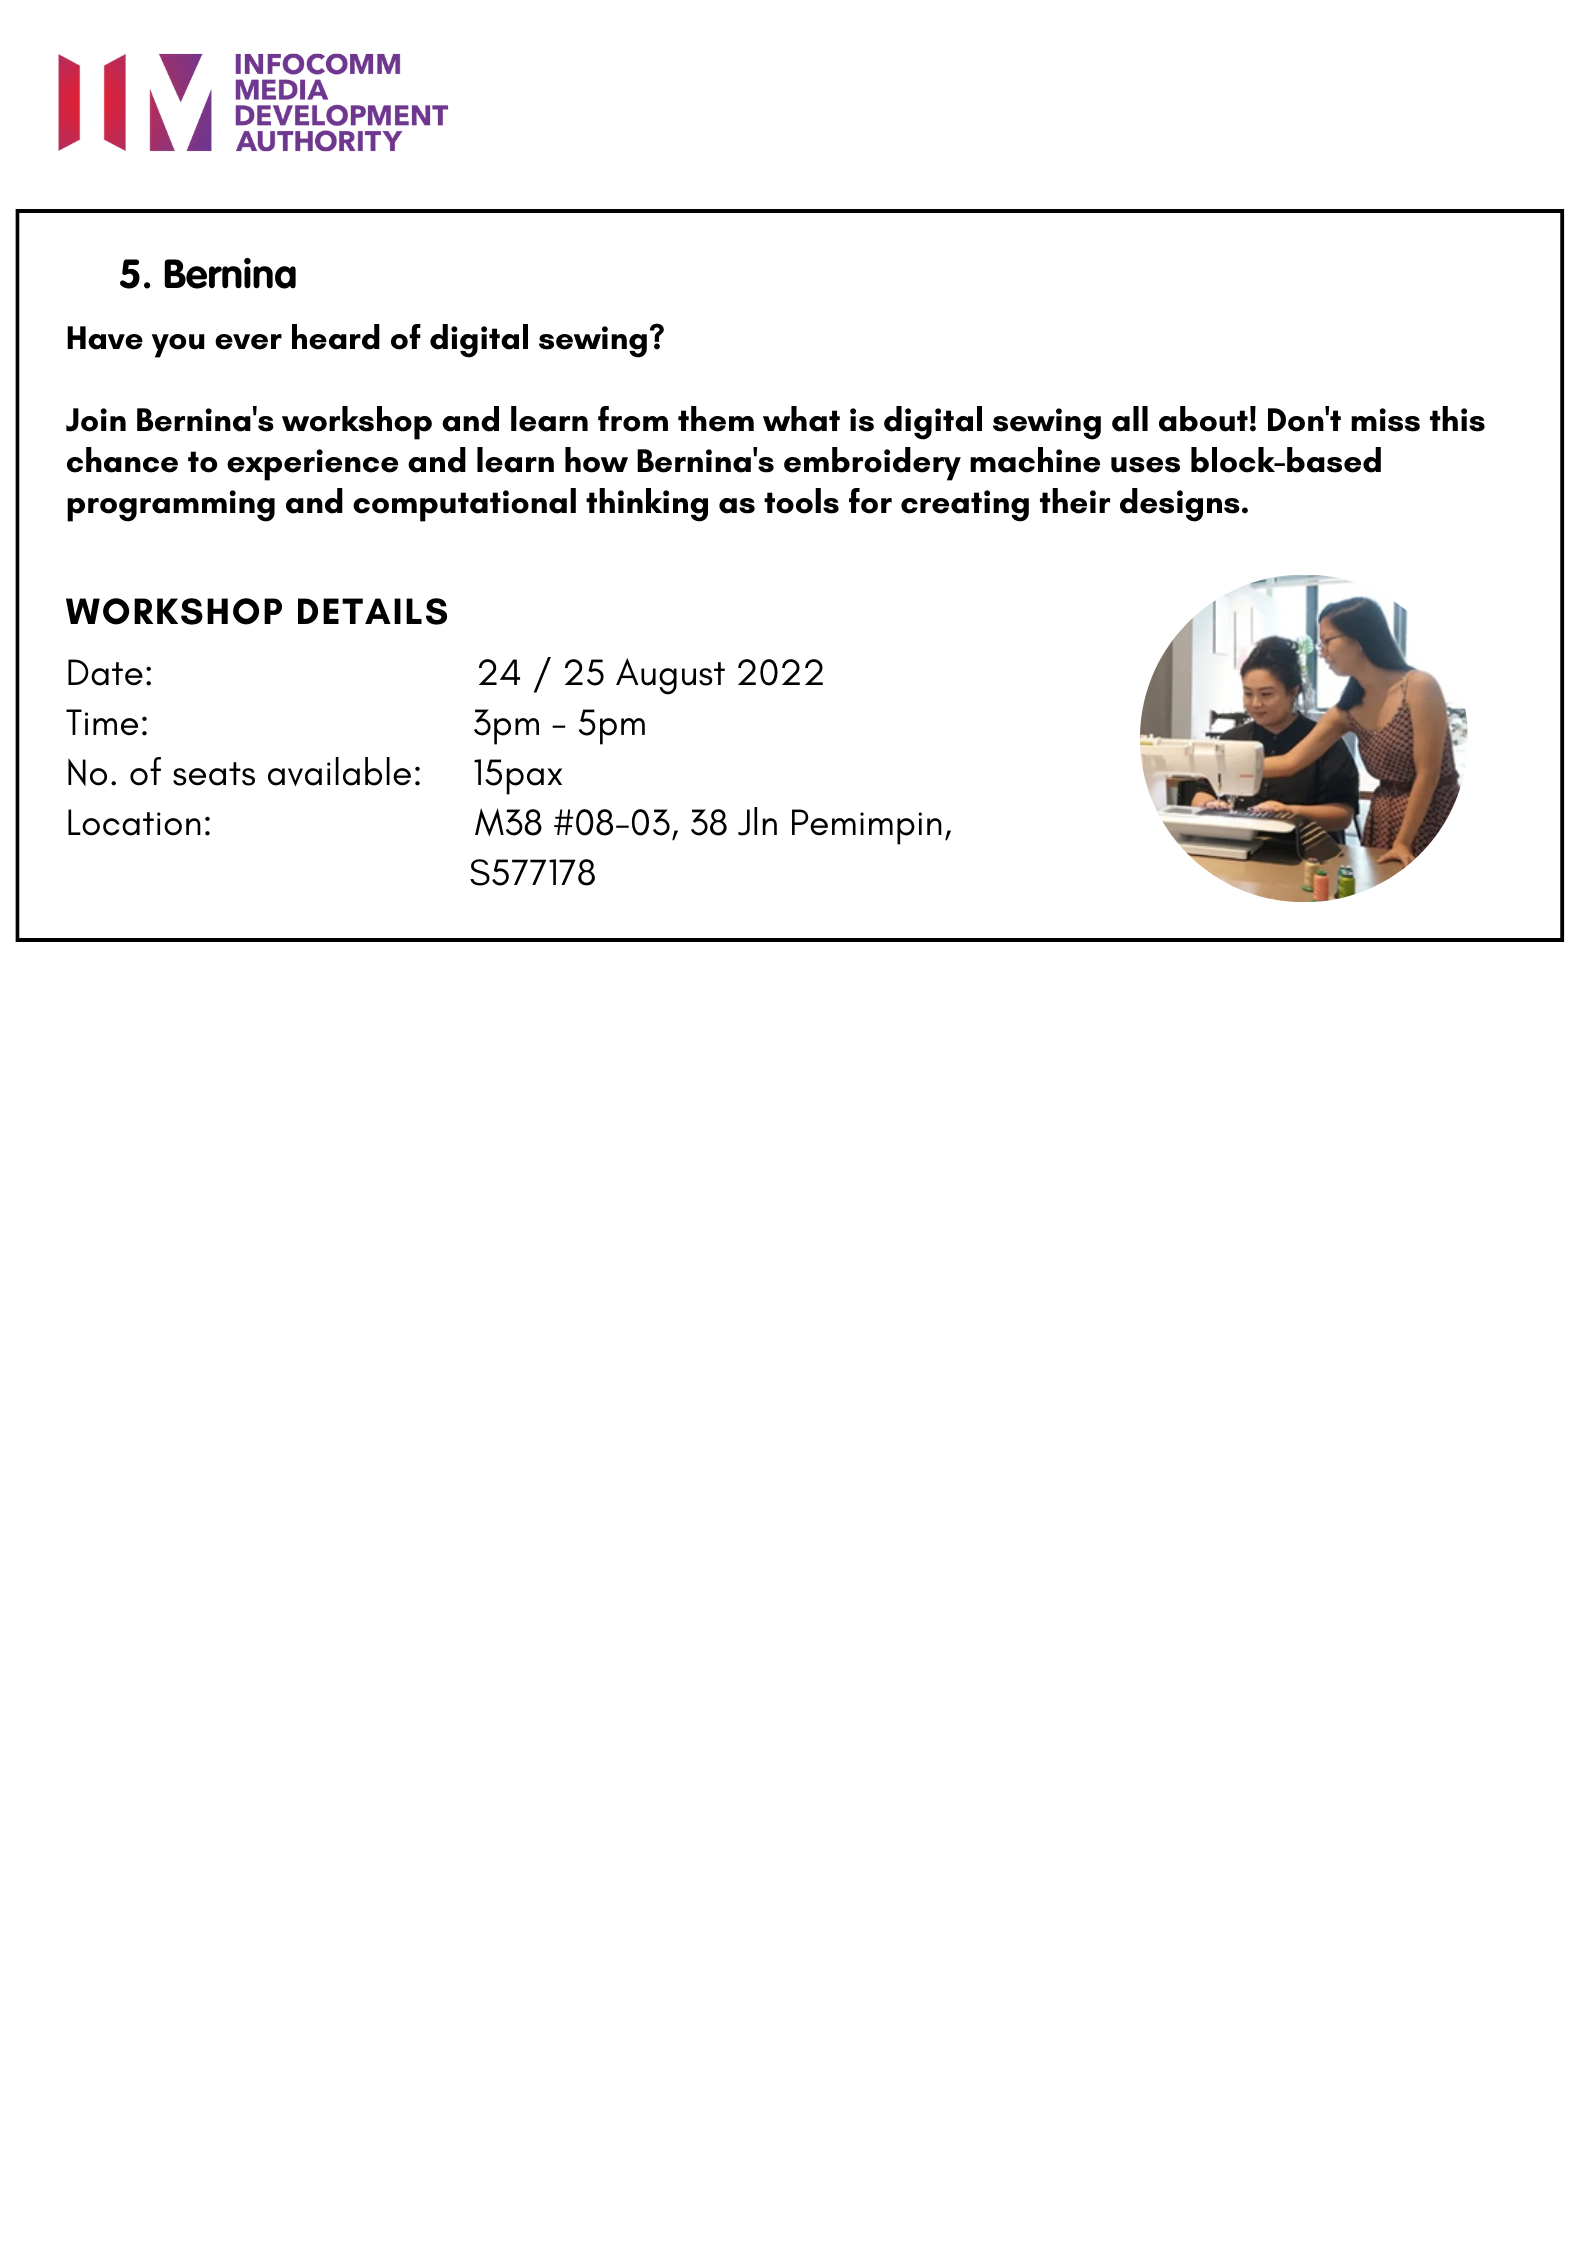 INFOCOMM
MEDIA
DEVELOPMENT
AUTHORITY
5. Bernina
Have you ever heard of digital sewing?
Join Bernina's workshop and learn from them what is digital sewing all about! Don't miss this
chance to experience and learn how Bernina's embroidery machine uses block-based
programming and computational thinking as tools for creating their designs.
WORKSHOP DETAILS
Date: 24 / 25 August 2022
Time: 3pm - 5pm
No. of seats available: 15pax
Location: M38 #08-03, 38 Jln Pemimpin,
S577178